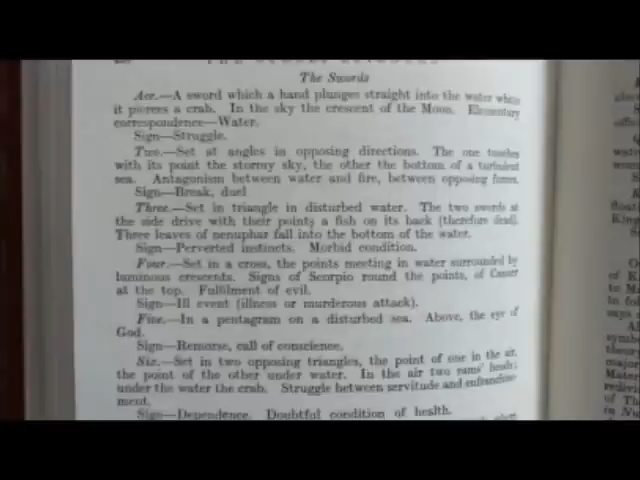 The Swords
Ace.—A sword which a hand plunges straight into the water where
it pierces a crab. In the sky the crescent of the Moon. Elementary
correspondence—Water.
Sign—Struggle.
Two.—Set at angles in opposing directions. The one touches
with its point the stormy sky, the other the bottom of a turbulent
sea. Antagonism between water and fire, between opposing forces.
Sign—Break, duel
Three.—Set in triangle in disturbed water. The two swords at
the side drive with their points a fish on its back (therefore dead).
Three leaves of nenuphar fall into the bottom of the water.
Sign—Perverted instincts. Morbid condition.
Four.—Set in a cross, the points meeting in water surrounded by
luminous crescents. Signs of Scorpio round the points, of Cancer
at the top. Fulfilment of evil.
Sign—Ill event (illness or murderous attack).
Five.—In a pentagram on a disturbed sea. Above, the eye of
God.
Sign—Remorse, call of conscience.
Six.—Set in two opposing triangles, the point of one in the air,
the point of the other under water. In the air two rams' heads;
under the water the crab. Struggle between servitude and enfranchise-
ment.
Sign—Dependence. Doubtful condition of health.